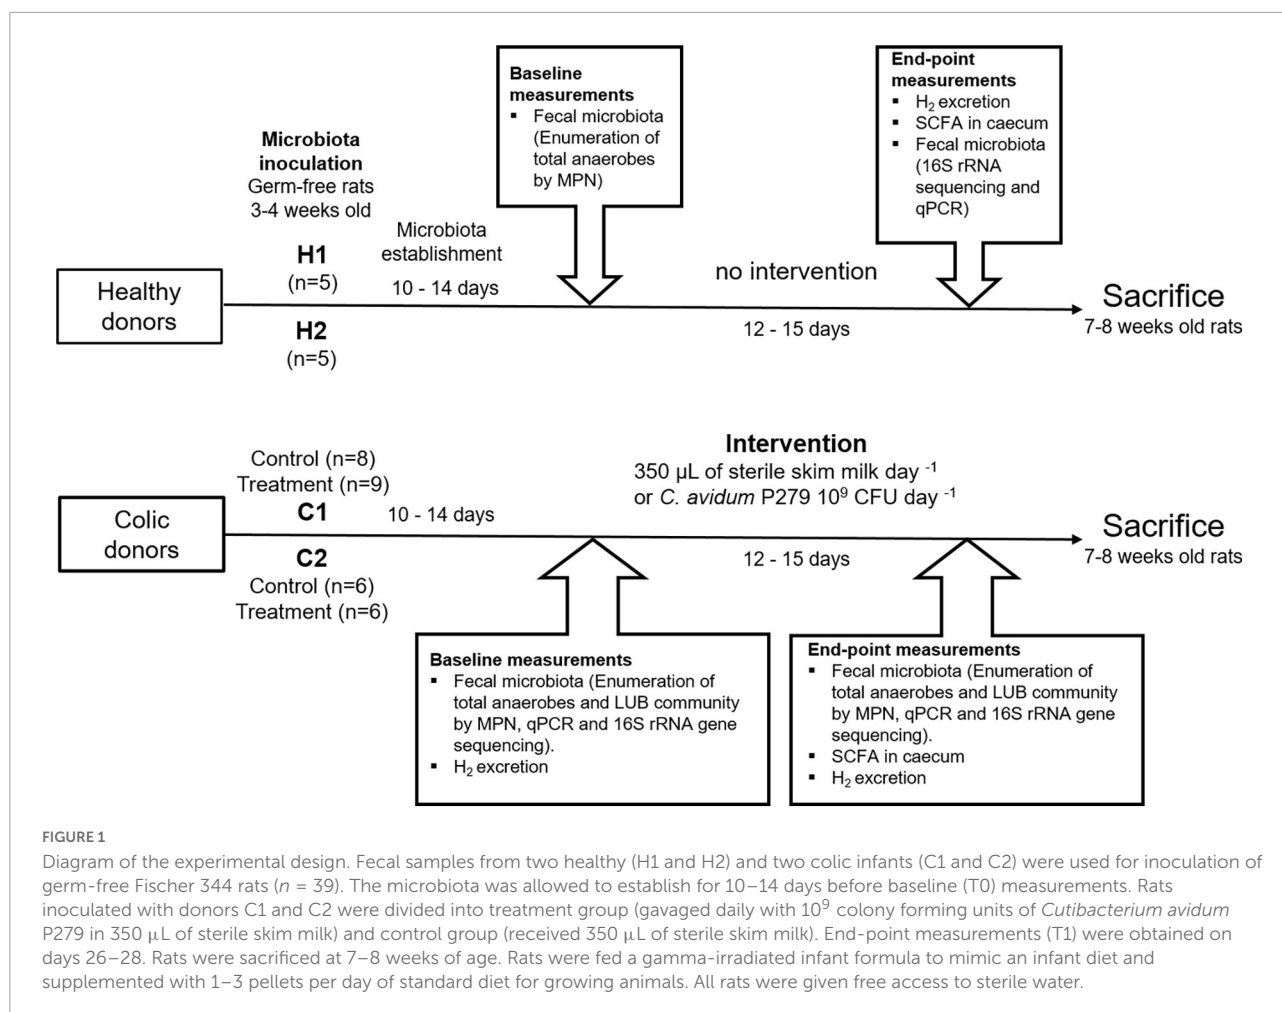 Baseline
measurements
▪ Fecal microbiota
(Enumeration of
total anaerobes
by MPN)
End-point
measurements
▪ H₂ excretion
▪ SCFA in caecum
▪ Fecal microbiota
(16S rRNA
sequencing and
qPCR)
Microbiota
inoculation
Germ-free rats
3-4 weeks old
H1
(n=5)
Microbiota
establishment
10 - 14 days
no intervention
Healthy
donors
Sacrifice
7-8 weeks old rats
H2
(n=5)
12 - 15 days
Control (n=8)
Treatment (n=9)
C1
10 - 14 days
Intervention
350 µL of sterile skim milk day ⁻¹
or C. avidum P279 10⁹ CFU day ⁻¹
Colic
donors
Sacrifice
7-8 weeks old rats
C2
Control (n=6)
Treatment (n=6)
12 - 15 days
Baseline measurements
▪ Fecal microbiota (Enumeration of
total anaerobes and LUB community
by MPN, qPCR and 16S rRNA gene
sequencing).
▪ H₂ excretion
End-point measurements
▪ Fecal microbiota (Enumeration of
total anaerobes and LUB community
by MPN, qPCR and 16S rRNA gene
sequencing).
▪ SCFA in caecum
▪ H₂ excretion
FIGURE 1
Diagram of the experimental design. Fecal samples from two healthy (H1 and H2) and two colic infants (C1 and C2) were used for inoculation of
germ-free Fischer 344 rats (n = 39). The microbiota was allowed to establish for 10–14 days before baseline (T0) measurements. Rats
inoculated with donors C1 and C2 were divided into treatment group (gavaged daily with 10⁹ colony forming units of Cutibacterium avidum
P279 in 350 µL of sterile skim milk) and control group (received 350 µL of sterile skim milk). End-point measurements (T1) were obtained on
days 26–28. Rats were sacrificed at 7–8 weeks of age. Rats were fed a gamma-irradiated infant formula to mimic an infant diet and
supplemented with 1–3 pellets per day of standard diet for growing animals. All rats were given free access to sterile water.